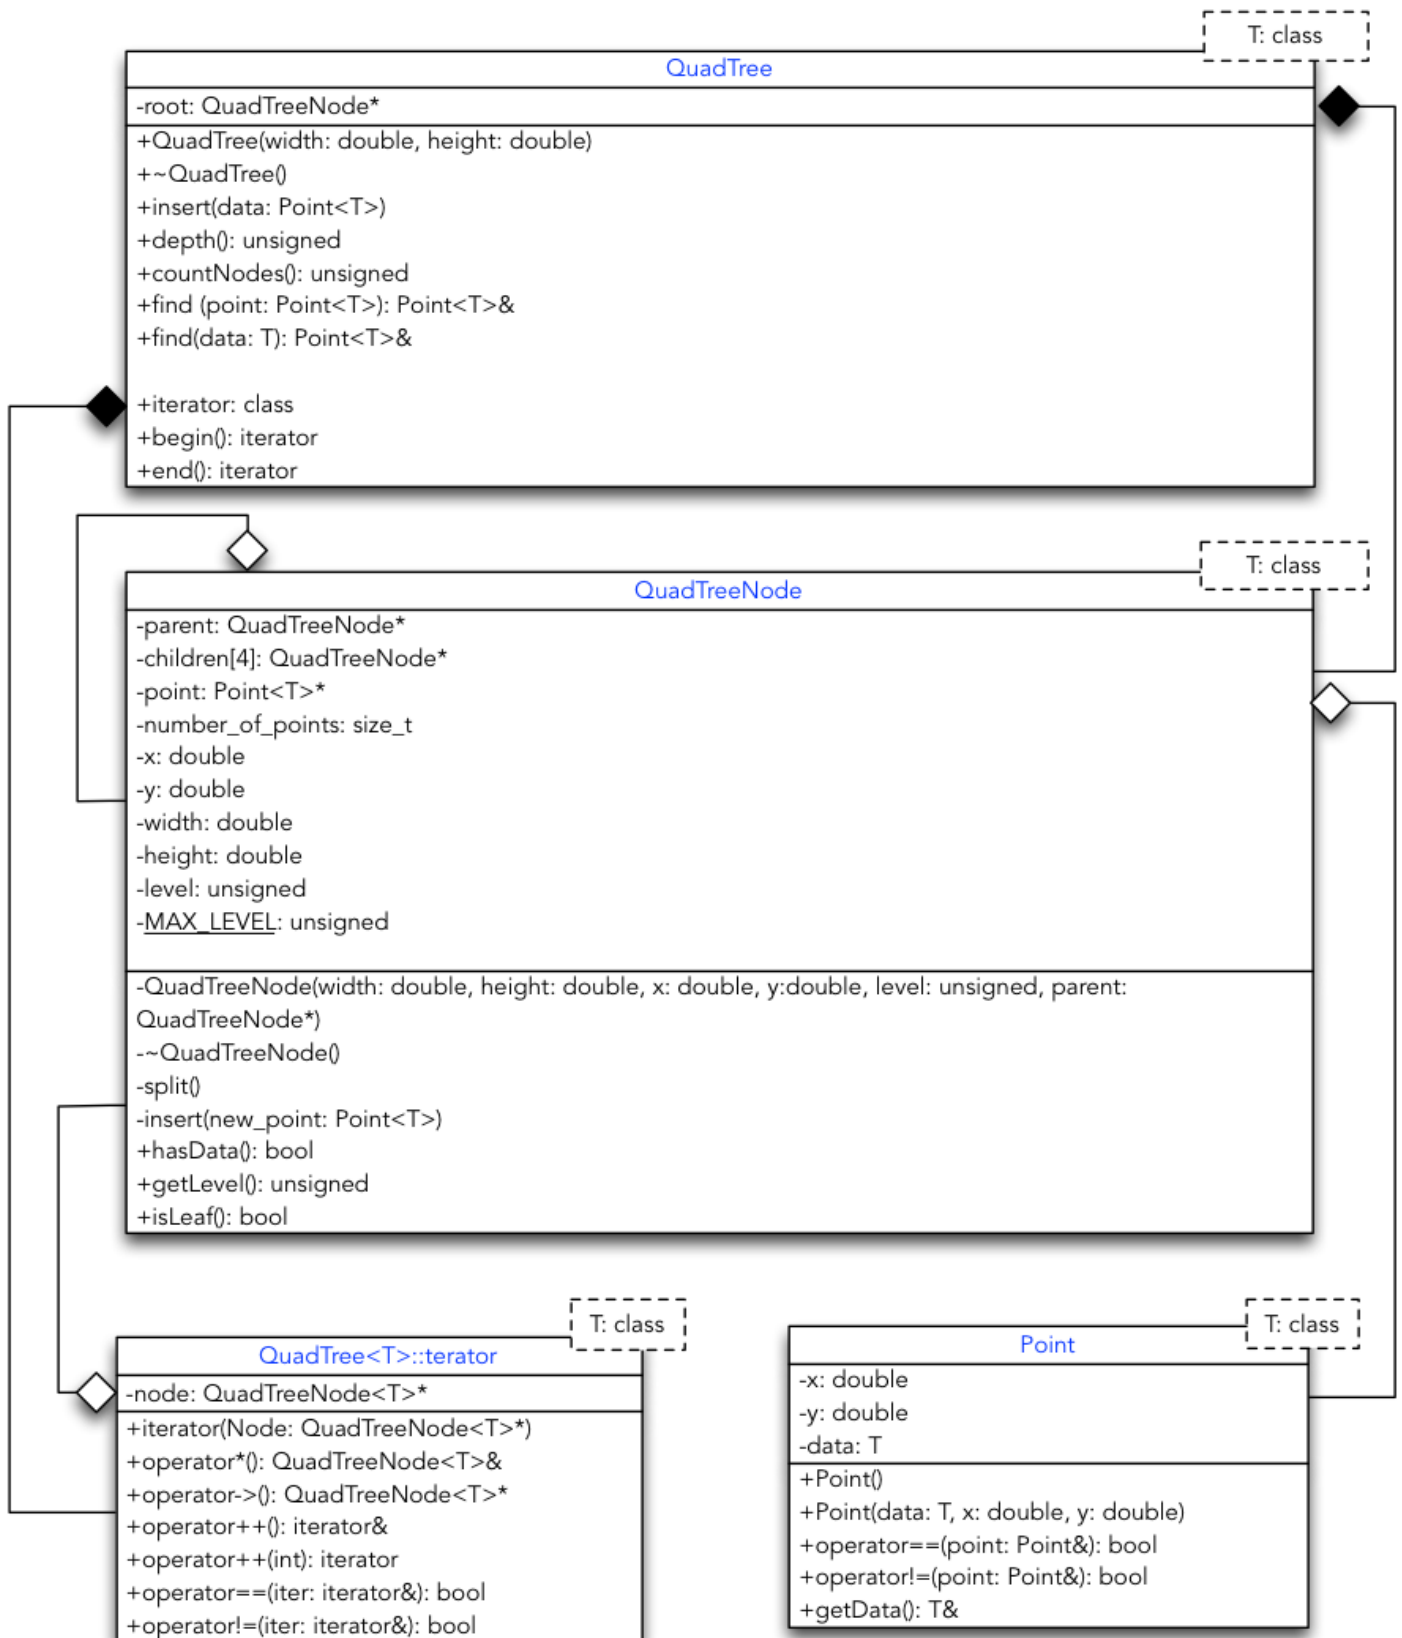 T: class
QuadTree
-root: QuadTreeNode*
+QuadTree(width: double, height: double)
+~QuadTree()
+insert(data: Point<T>)
+depth(): unsigned
+countNodes(): unsigned
+find (point: Point<T>): Point<T>&
+find(data: T): Point<T>&
+iterator: class
+begin(): iterator
+end(): iterator
T: class
QuadTreeNode
-parent: QuadTreeNode*
-children[4]: QuadTreeNode*
-point: Point<T>*
-number_of_points: size_t
-x: double
-y: double
-width: double
-height: double
-level: unsigned
-MAX_LEVEL: unsigned
-QuadTreeNode(width: double, height: double, x: double, y:double, level: unsigned, parent:
QuadTreeNode*)
-~QuadTreeNode()
-split()
-insert(new_point: Point<T>)
+hasData(): bool
+getLevel(): unsigned
+isLeaf(): bool
T: class
QuadTree<T>::terator
-node: QuadTreeNode<T>*
+iterator(Node: QuadTreeNode<T>*)
+operator*(): QuadTreeNode<T>&
+operator->(): QuadTreeNode<T>*
+operator++(): iterator&
+operator++(int): iterator
+operator==(iter: iterator&): bool
+operator!=(iter: iterator&): bool
T: class
Point
-x: double
-y: double
-data: T
+Point()
+Point(data: T, x: double, y: double)
+operator==(point: Point&): bool
+operator!=(point: Point&): bool
+getData(): T&